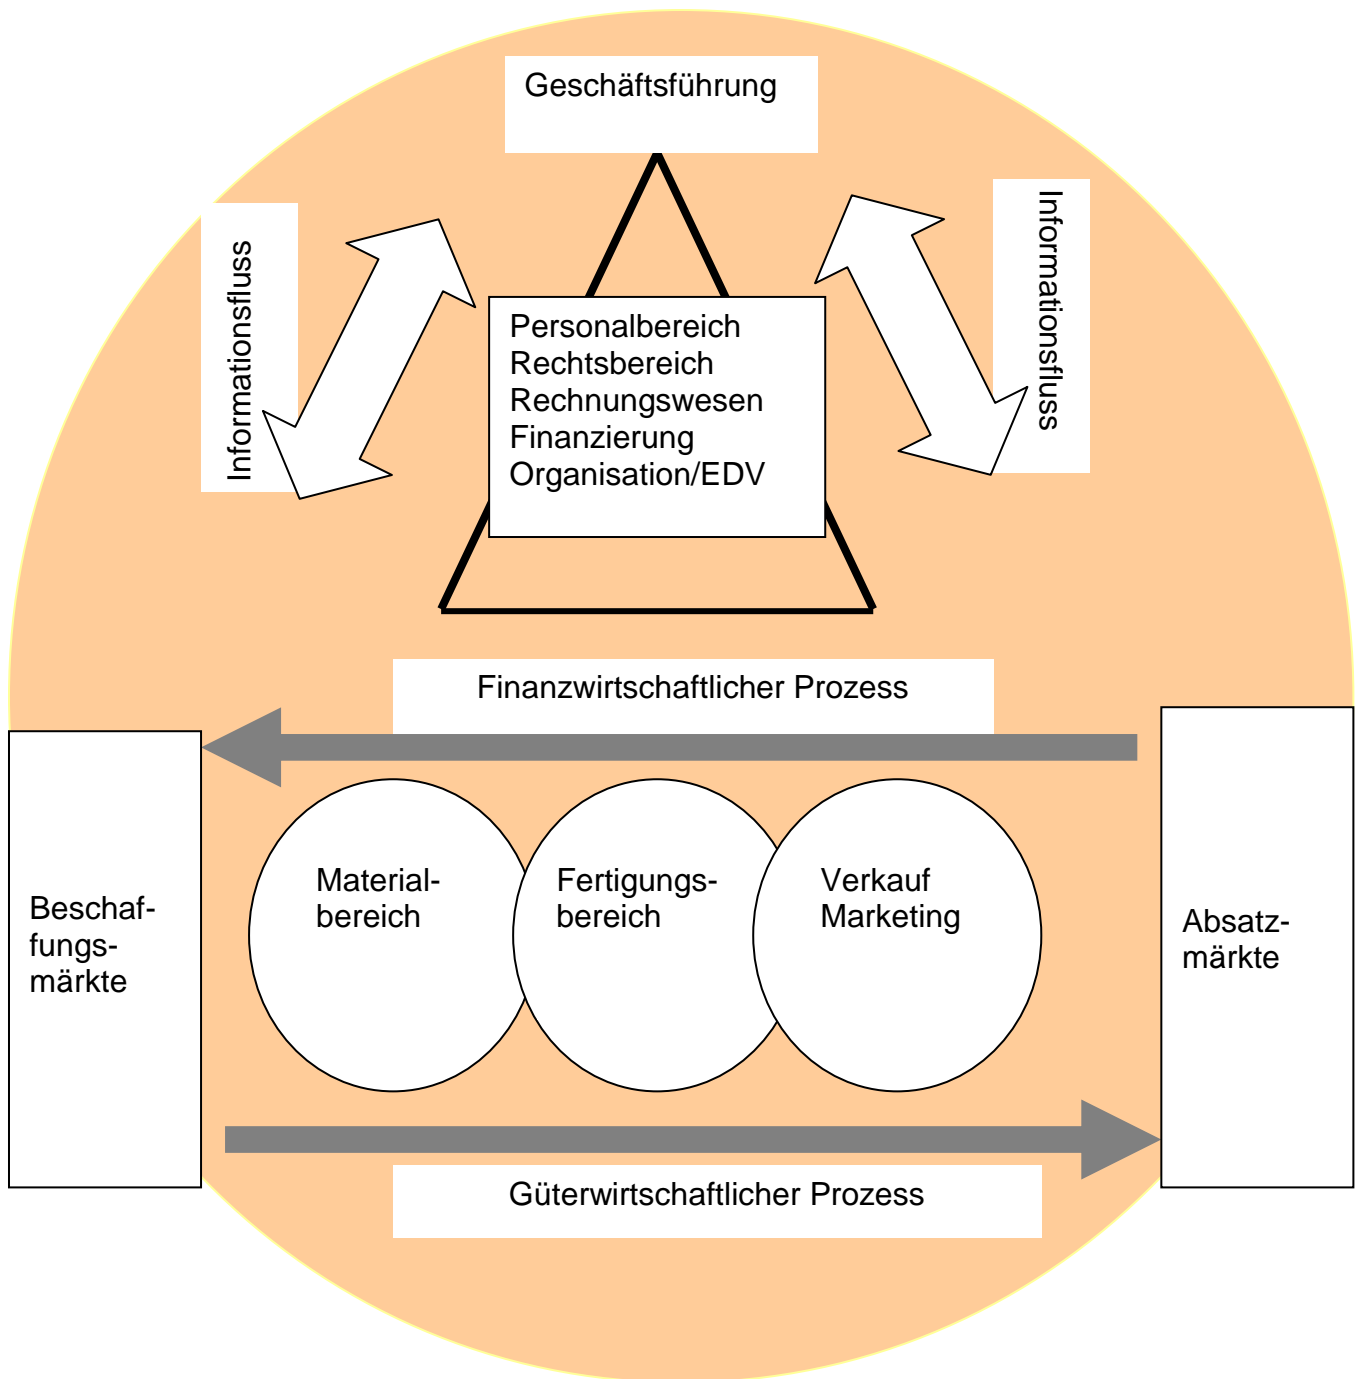 Geschäftsführung
Informationsfluss
Informationsfluss
Personalbereich
Rechtsbereich
Rechnungswesen
Finanzierung
Organisation/EDV
Finanzwirtschaftlicher Prozess
Beschaf-
fungs-
märkte
Material-
bereich
Fertigungs-
bereich
Verkauf
Marketing
Absatz-
märkte
Güterwirtschaftlicher Prozess